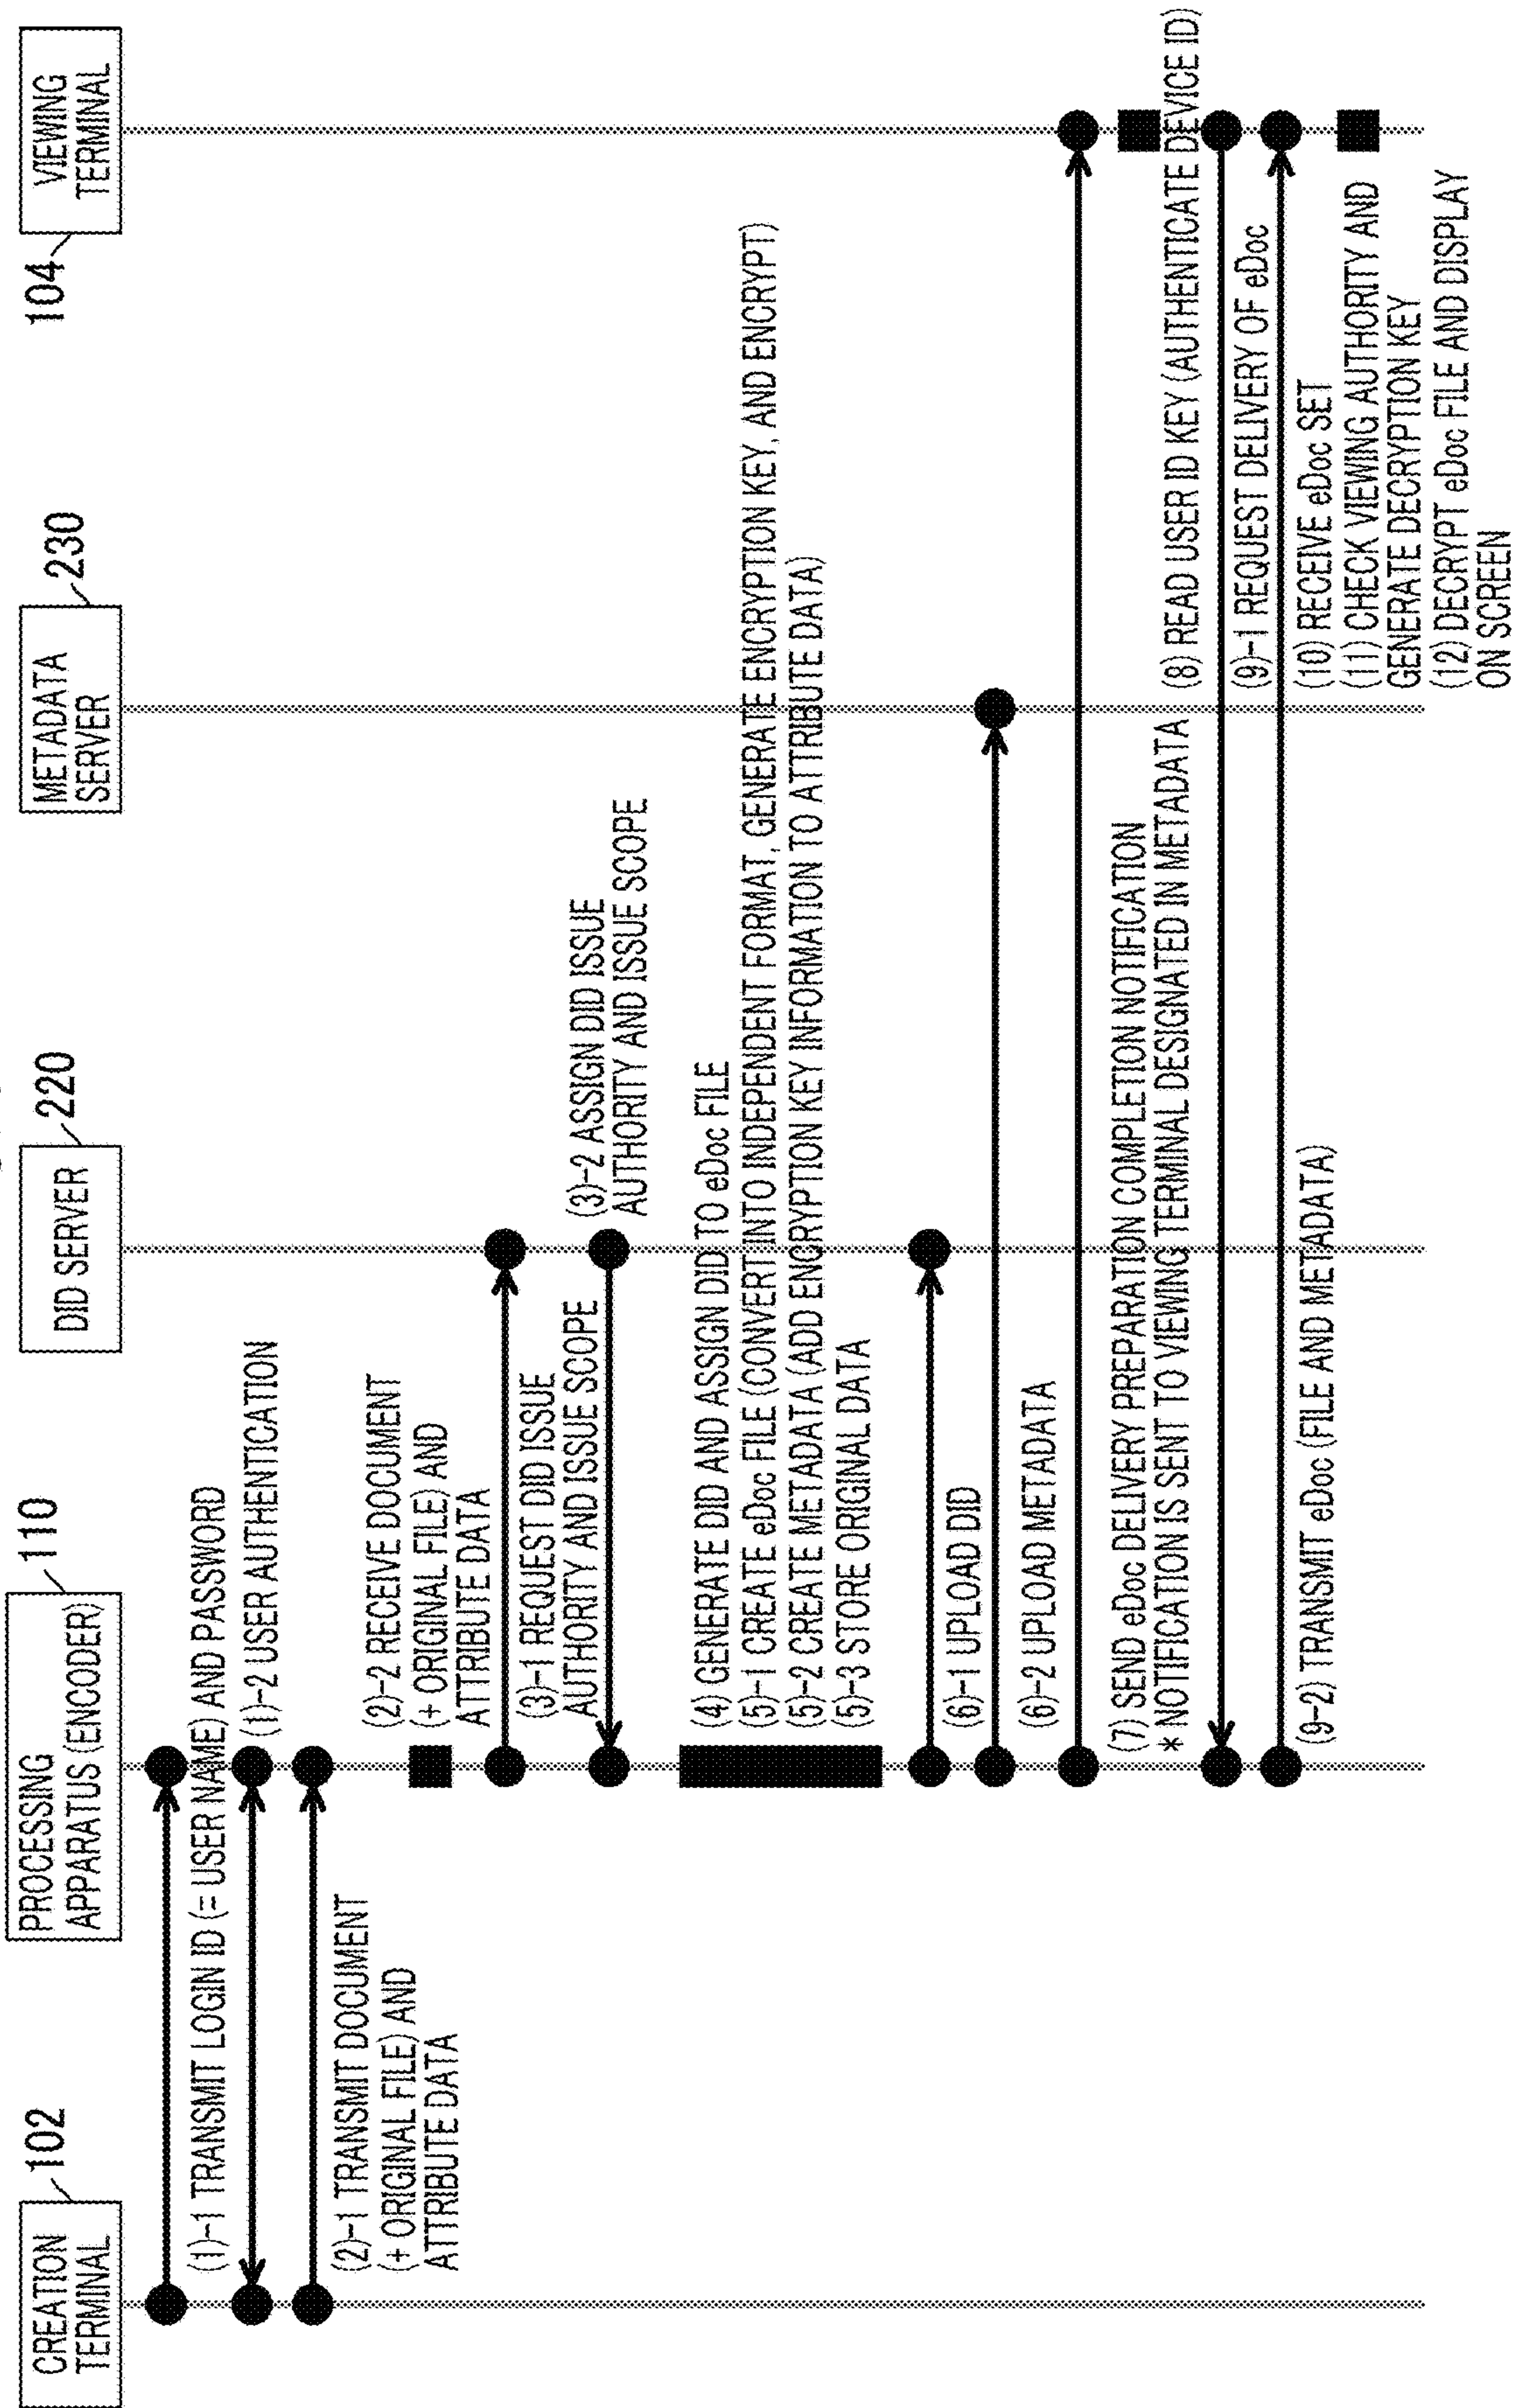 CREATION
TERMINAL
102
PROCESSING
APPARATUS (ENCODER)
110
DID SERVER
220
METADATA
SERVER
230
VIEWING
TERMINAL
104
(1)-1 TRANSMIT LOGIN ID (= USER NAME) AND PASSWORD
(1)-2 USER AUTHENTICATION
(2)-1 TRANSMIT DOCUMENT
(+ ORIGINAL FILE) AND
ATTRIBUTE DATA
(2)-2 RECEIVE DOCUMENT
(+ ORIGINAL FILE) AND
ATTRIBUTE DATA
(3)-1 REQUEST DID ISSUE
AUTHORITY AND ISSUE SCOPE
(3)-2 ASSIGN DID ISSUE
AUTHORITY AND ISSUE SCOPE
(4) GENERATE DID AND ASSIGN DID TO eDoc FILE
(5)-1 CREATE eDoc FILE (CONVERT INTO INDEPENDENT FORMAT, GENERATE ENCRYPTION KEY, AND ENCRYPT)
(5)-2 CREATE METADATA (ADD ENCRYPTION KEY INFORMATION TO ATTRIBUTE DATA)
(5)-3 STORE ORIGINAL DATA
(6)-1 UPLOAD DID
(6)-2 UPLOAD METADATA
(7) SEND eDoc DELIVERY PREPARATION COMPLETION NOTIFICATION
* NOTIFICATION IS SENT TO VIEWING TERMINAL DESIGNATED IN METADATA
(8) READ USER ID KEY (AUTHENTICATE DEVICE ID)
(9)-1 REQUEST DELIVERY OF eDoc
(9-2) TRANSMIT eDoc (FILE AND METADATA)
(10) RECEIVE eDoc SET
(11) CHECK VIEWING AUTHORITY AND
GENERATE DECRYPTION KEY
(12) DECRYPT eDoc FILE AND DISPLAY
ON SCREEN